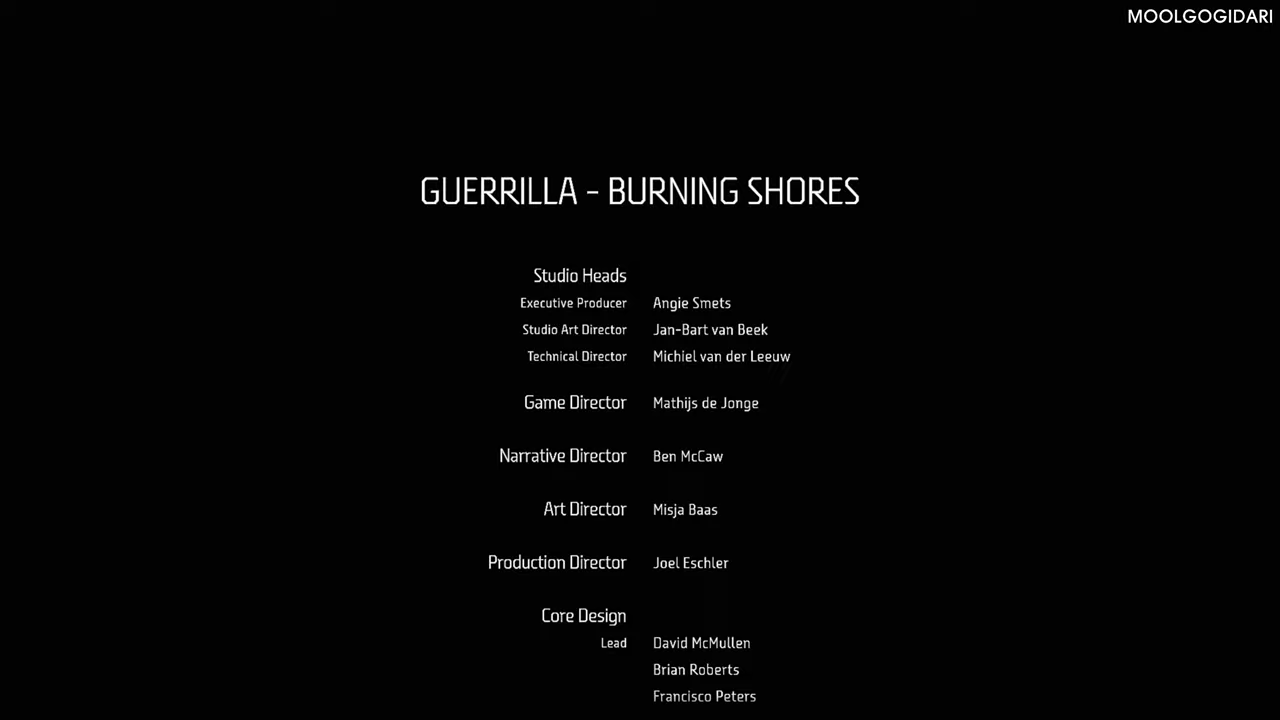 MOOLGOGIDARI
GUERRILLA - BURNING SHORES
Studio Heads
Executive Producer Angie Smets
Studio Art Director Jan-Bart van Beek
Technical Director Michiel van der Leeuw
Game Director Mathijs de Jonge
Narrative Director Ben McCaw
Art Director Misja Baas
Production Director Joel Eschler
Core Design
Lead David McMullen
Brian Roberts
Francisco Peters